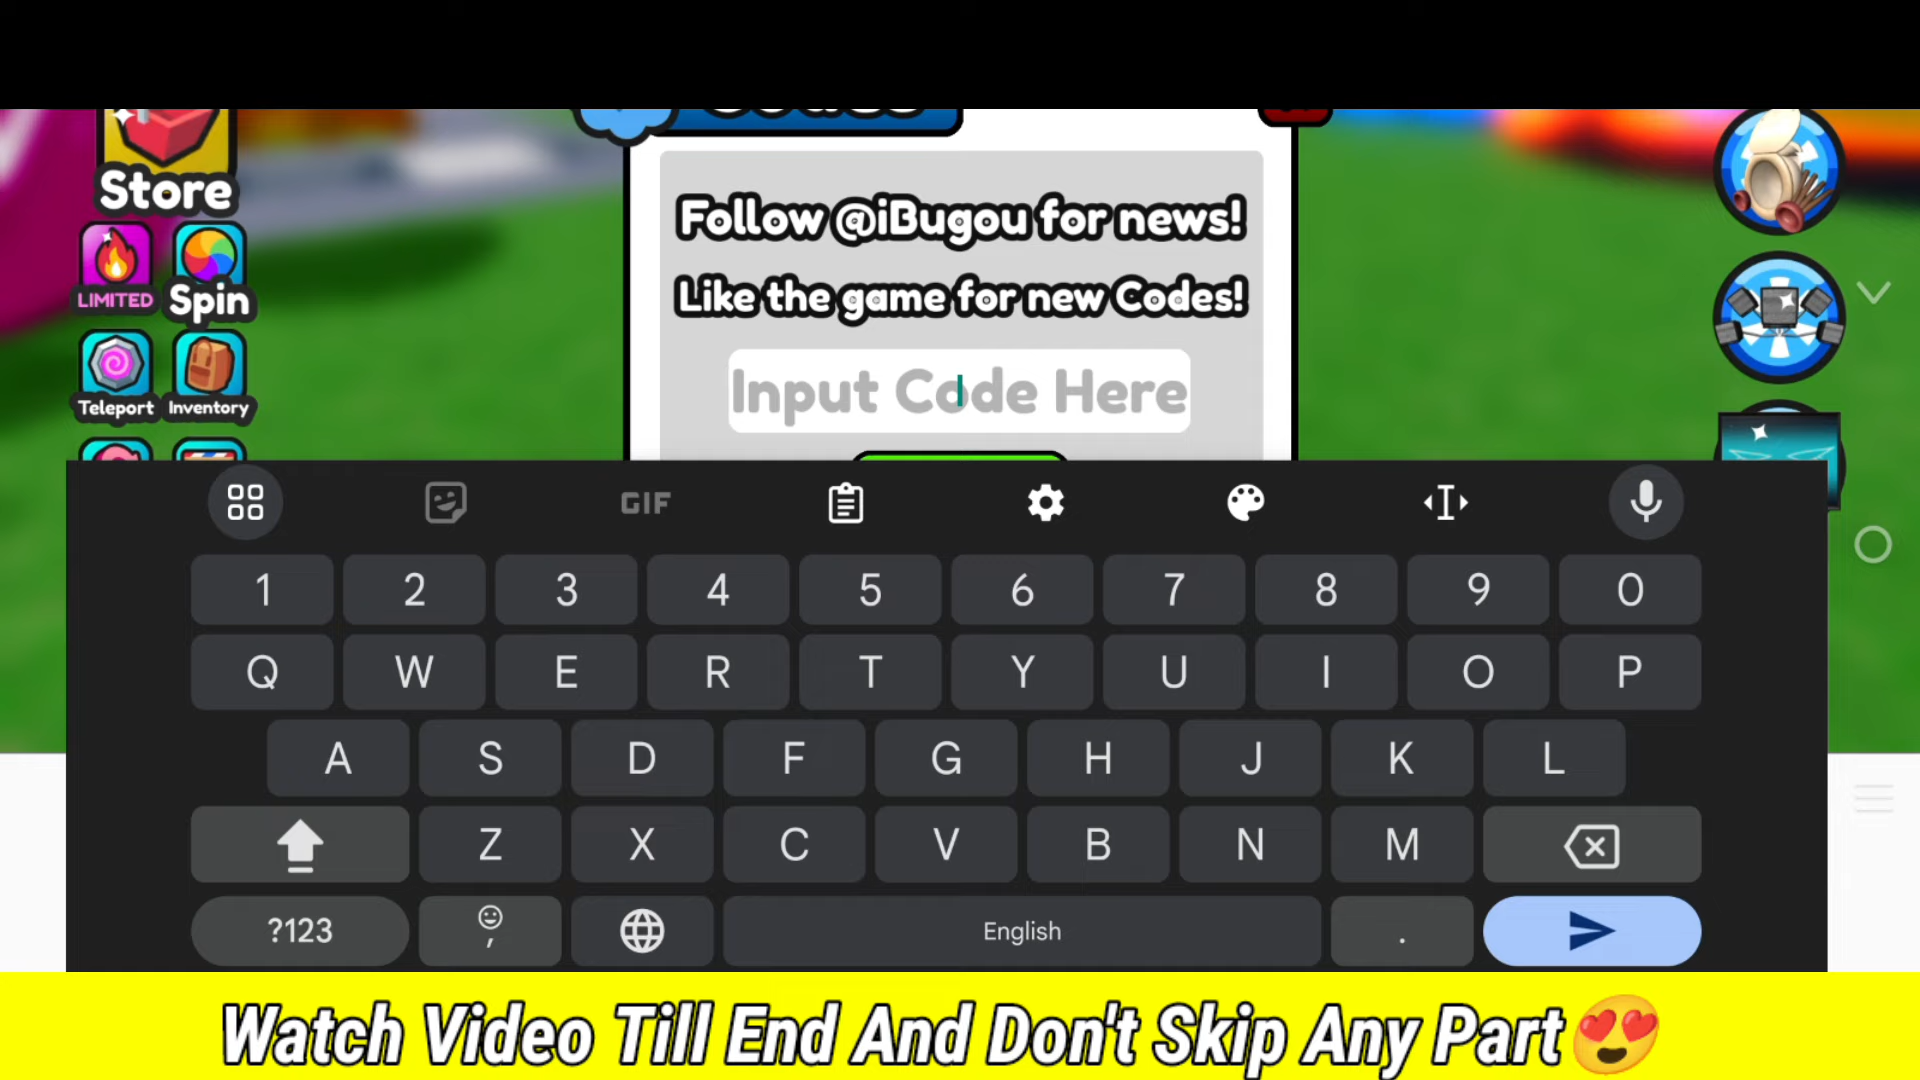 Store
LIMITED
Spin
Teleport
Inventory
Follow @iBugou for news!
Like the game for new Codes!
Input Code Here
GIF
1 2 3 4 5 6 7 8 9 0
Q W E R T Y U I O P
A S D F G H J K L
Z X C V B N M
?123 , English .
Watch Video Till End And Don't Skip Any Part